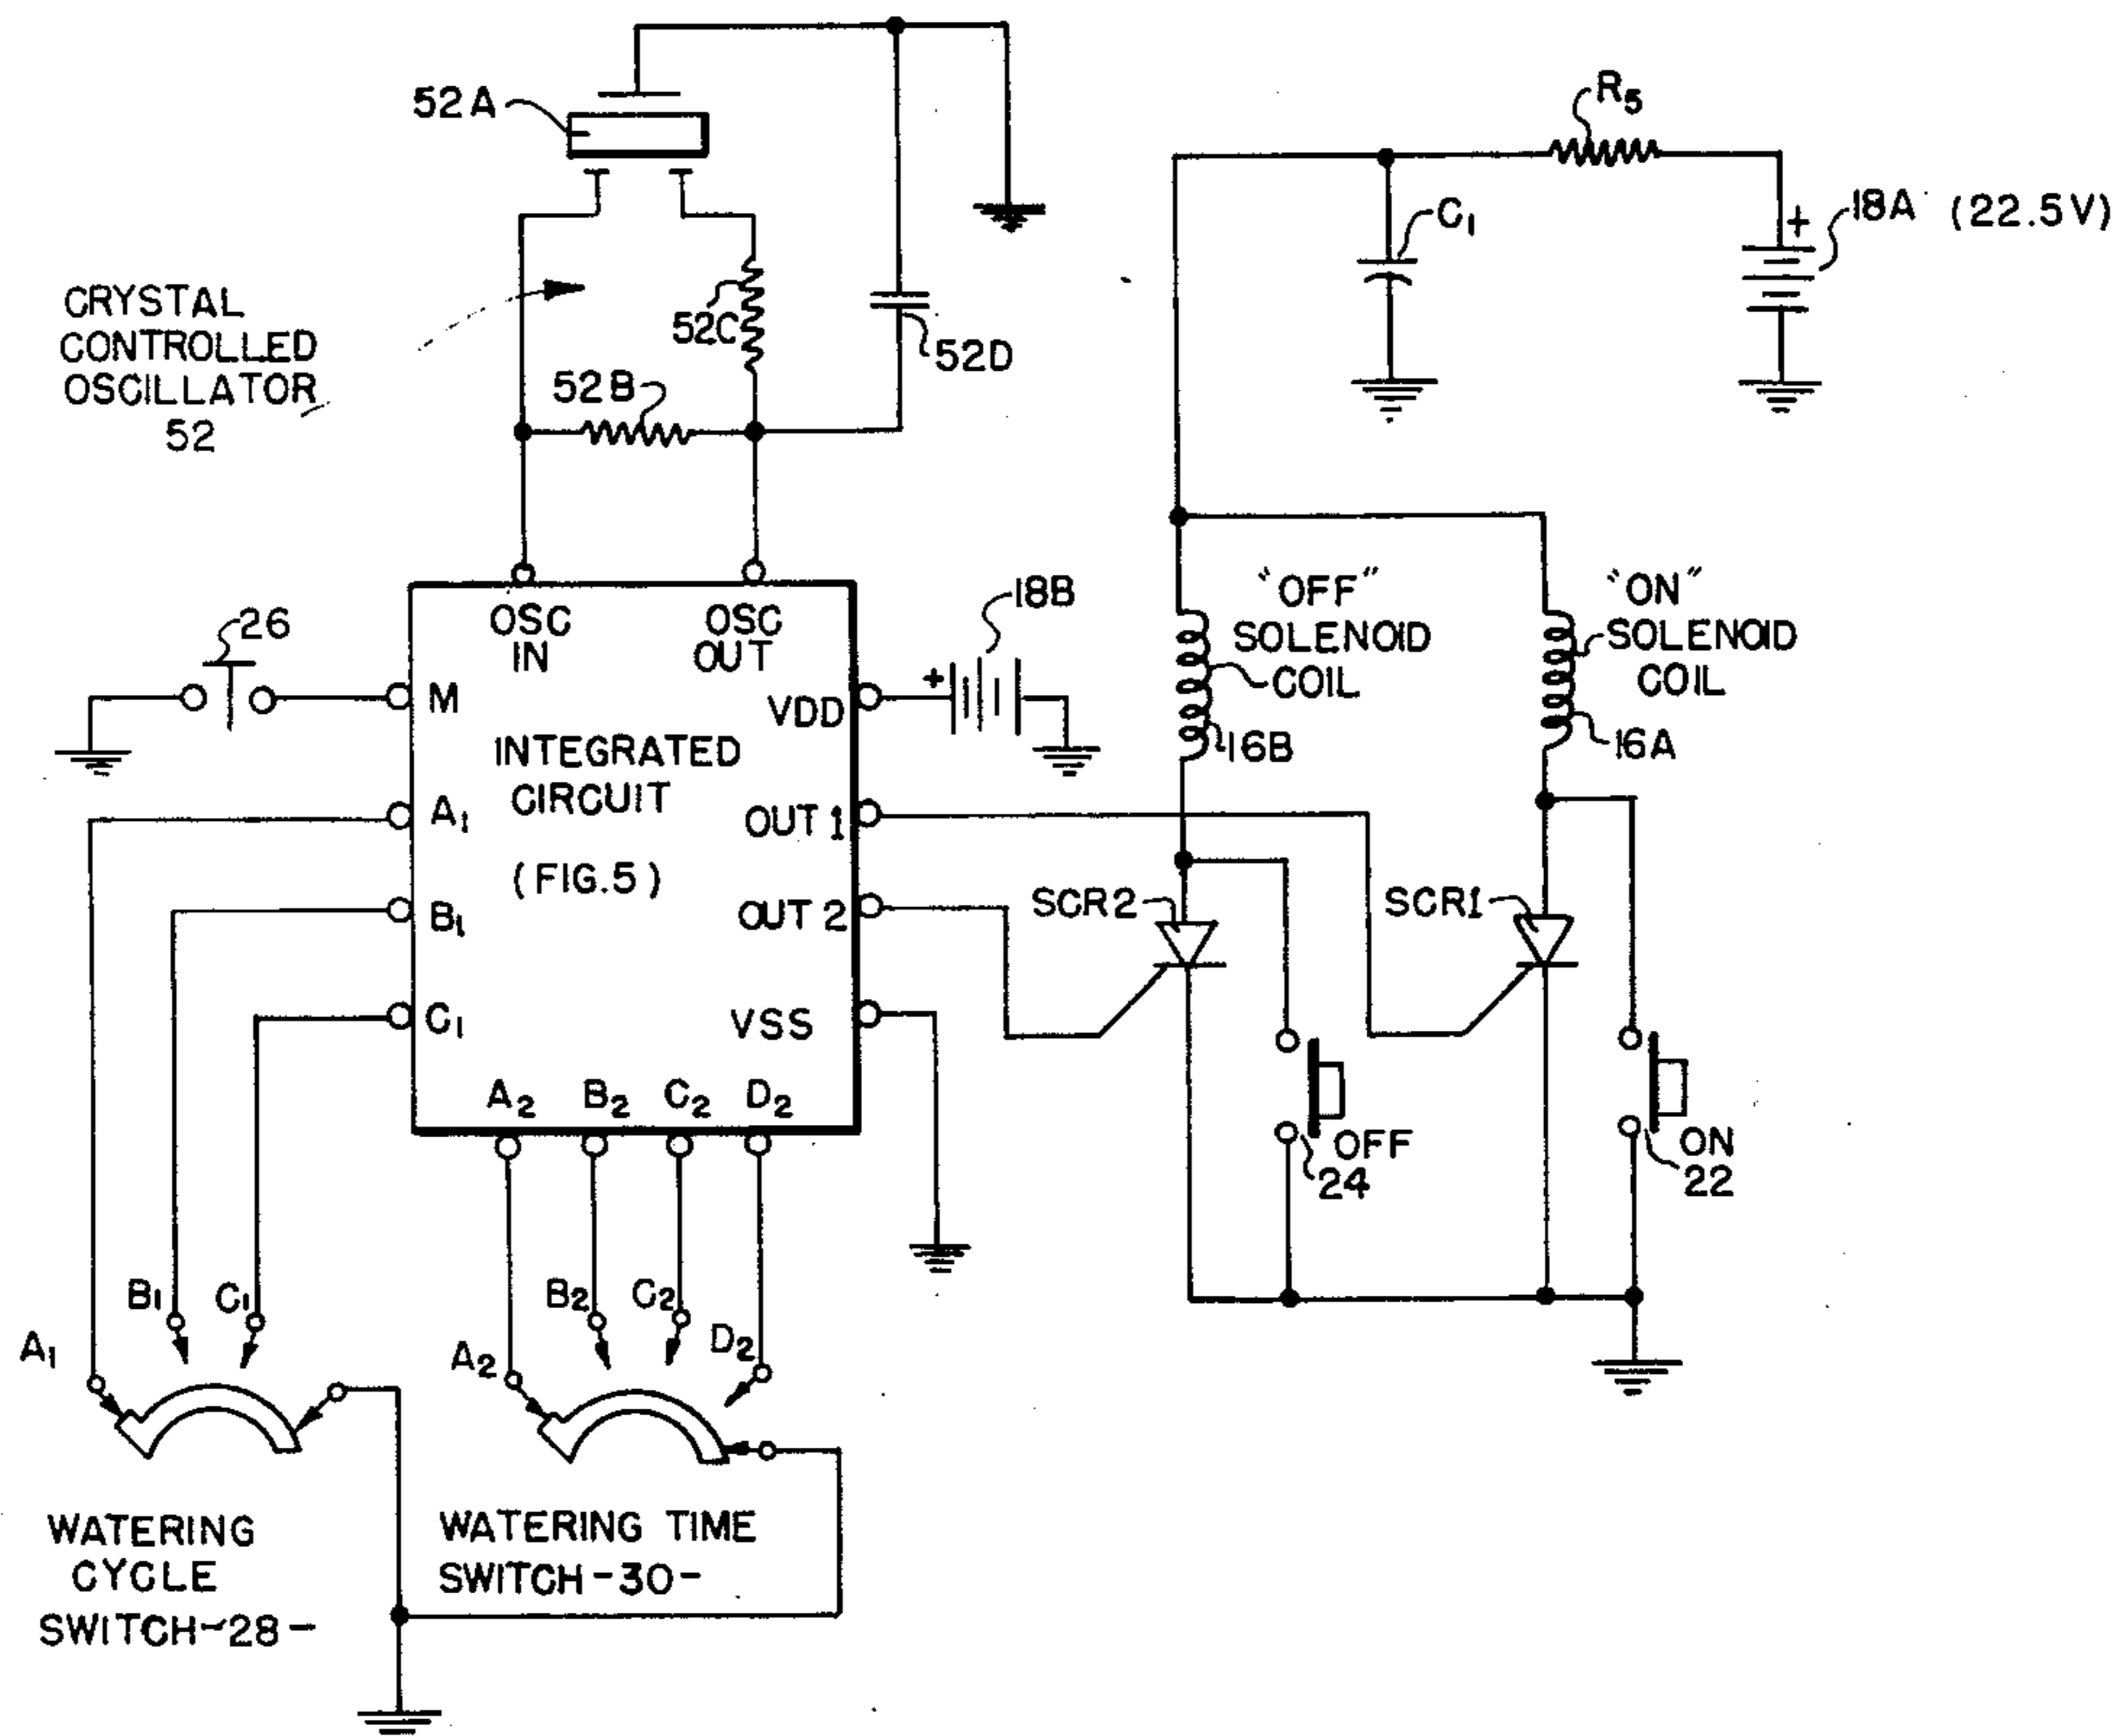 52A
R5
C1
18A (22.5V)
CRYSTAL
CONTROLLED
OSCILLATOR
52
52C
52D
52B
26
OSC
IN
OSC
OUT
18B
"OFF"
SOLENOID
COIL
16B
"ON"
SOLENOID
COIL
16A
M
VDD
INTEGRATED
CIRCUIT
(FIG.5)
A1
OUT 1
B1
OUT 2
SCR2
SCR1
C1
VSS
A2 B2 C2 D2
OFF
24
ON
22
A1
B1
C1
A2
B2
C2
D2
WATERING
CYCLE
SWITCH-28-
WATERING TIME
SWITCH-30-
+
+